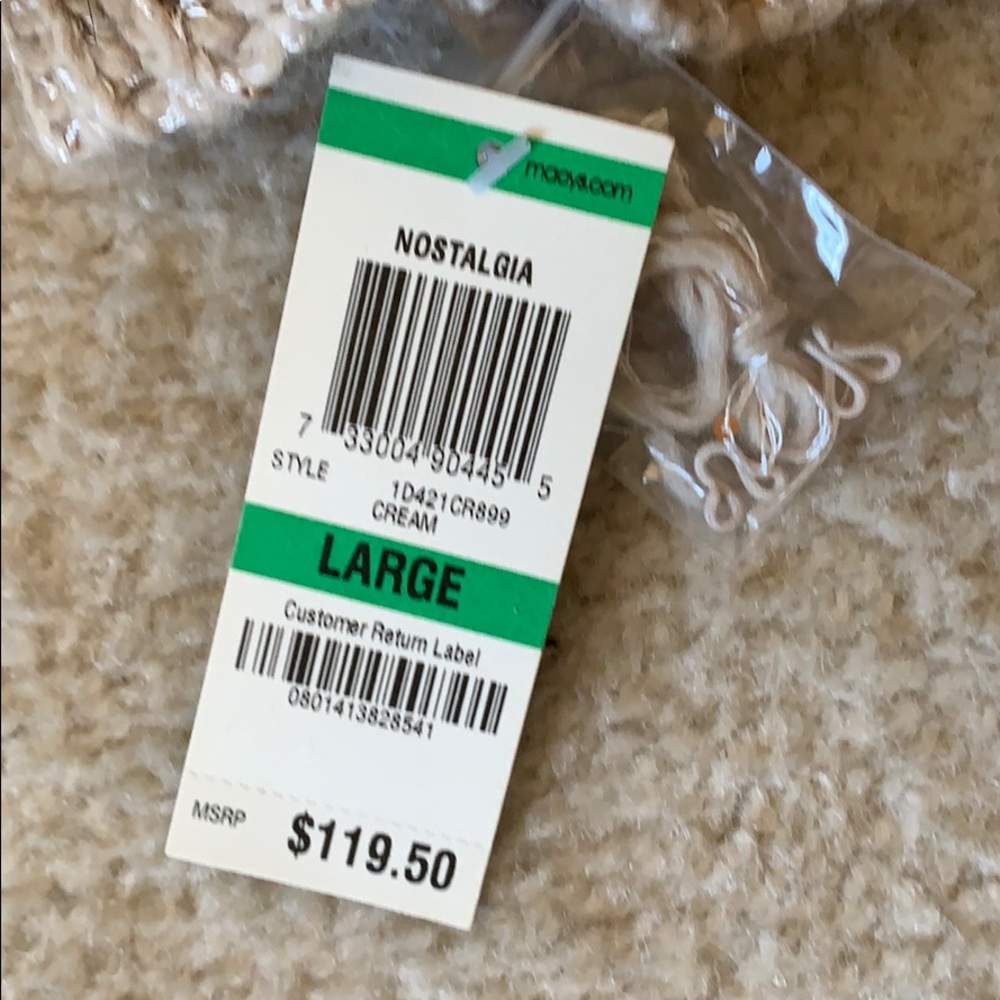 macys.com
NOSTALGIA
7 33004 90445 5
STYLE 1D421CR899
CREAM
LARGE
Customer Return Label
0801413828541
MSRP $119.50